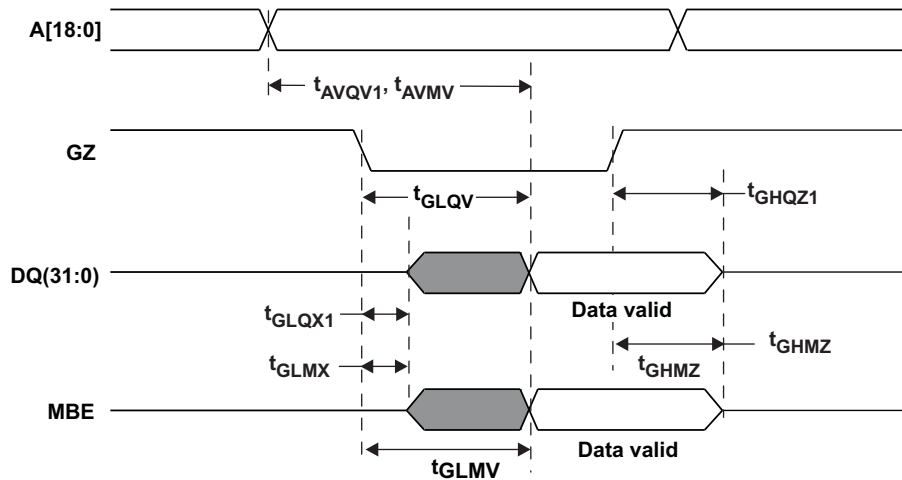 A[18:0]
tAVQV1, tAVMV
GZ
tGLQV
tGHQZ1
DQ(31:0)
Data valid
tGLQX1
tGHMZ
tGHMZ
tGLMX
MBE
Data valid
tGLMV